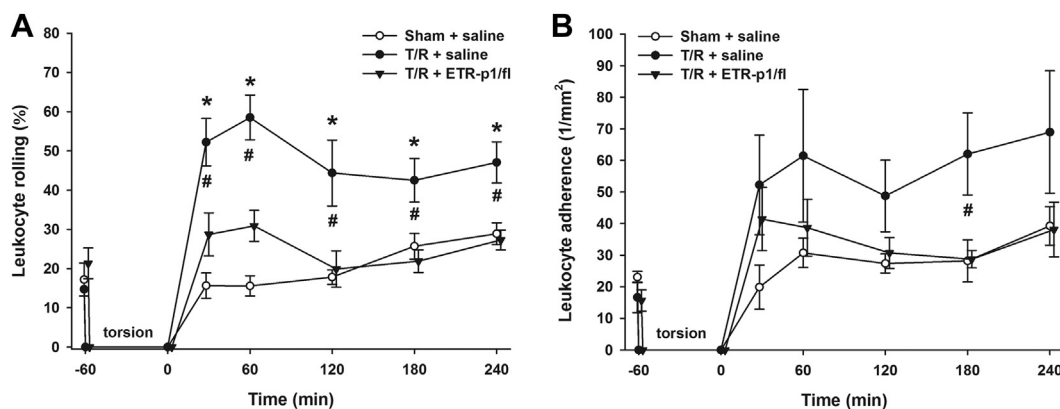 A
Sham + saline
T/R + saline
T/R + ETR-p1/fl
Leukocyte rolling (%)
80
70
60
50
40
30
20
10
0
* * * * *
# # # # #
torsion
-60 0 60 120 180 240
Time (min)
B
Sham + saline
T/R + saline
T/R + ETR-p1/fl
Leukocyte adherence (1/mm²)
100
90
80
70
60
50
40
30
20
10
0
#
torsion
-60 0 60 120 180 240
Time (min)